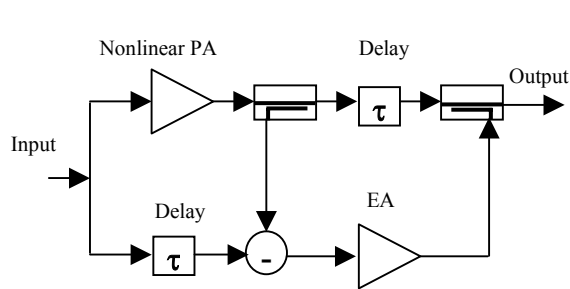 Nonlinear PA
Delay
Output
τ
Input
Delay
EA
τ
-